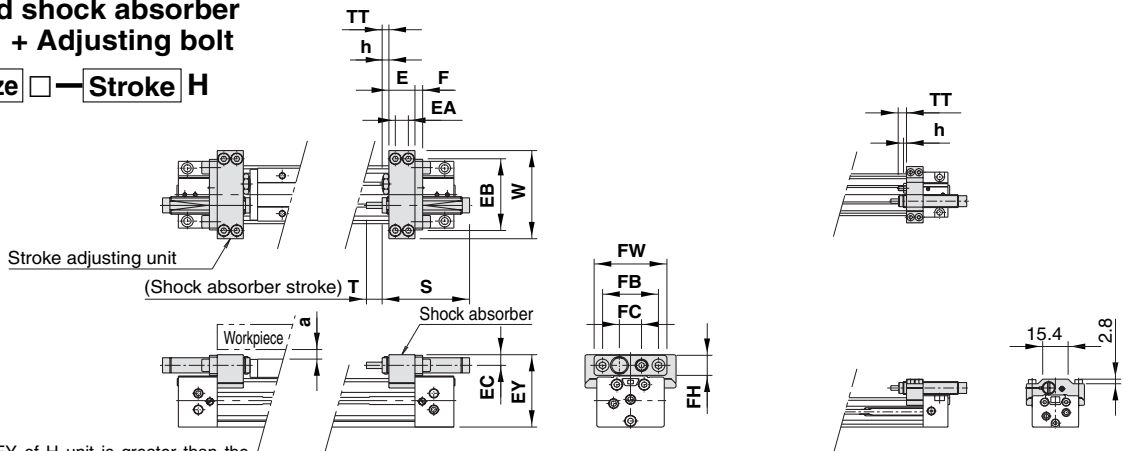 d shock absorber
+ Adjusting bolt
ze □ — Stroke H
TT
h
E F
EA
EB
W
Stroke adjusting unit
(Shock absorber stroke) T S
Shock absorber
Workpiece
a
EC
EY
FW
FB
FC
FH
TT
h
15.4
2.8
EY of H unit is greater than the